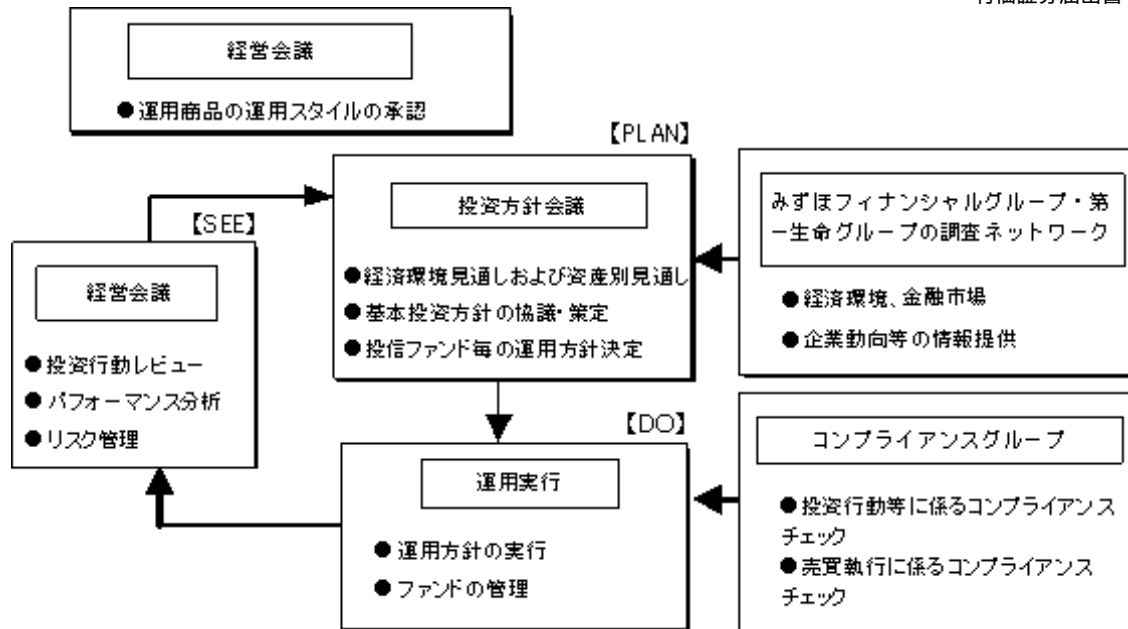 経営会議
●運用商品の運用スタイルの承認
【PLAN】
投資方針会議
●経済環境見通しおよび資産別見通し
●基本投資方針の協議・策定
●投信ファンド毎の運用方針決定
みずほフィナンシャルグループ・第
一生命グループの調査ネットワーク
●経済環境、金融市場
●企業動向等の情報提供
【SEE】
経営会議
●投資行動レビュー
●パフォーマンス分析
●リスク管理
【DO】
運用実行
●運用方針の実行
●ファンドの管理
コンプライアンスグループ
●投資行動等に係るコンプライアンス
チェック
●売買執行に係るコンプライアンス
チェック